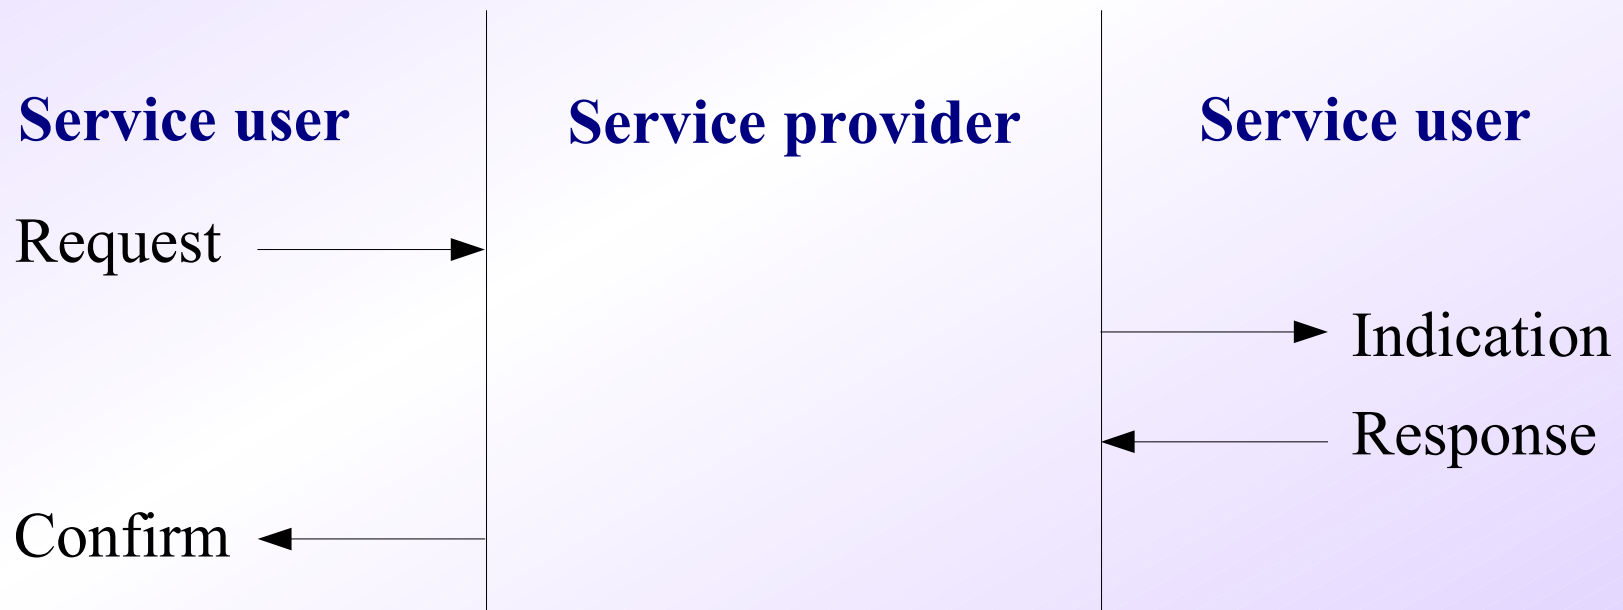 Service user
Service provider
Service user
Request
Indication
Response
Confirm